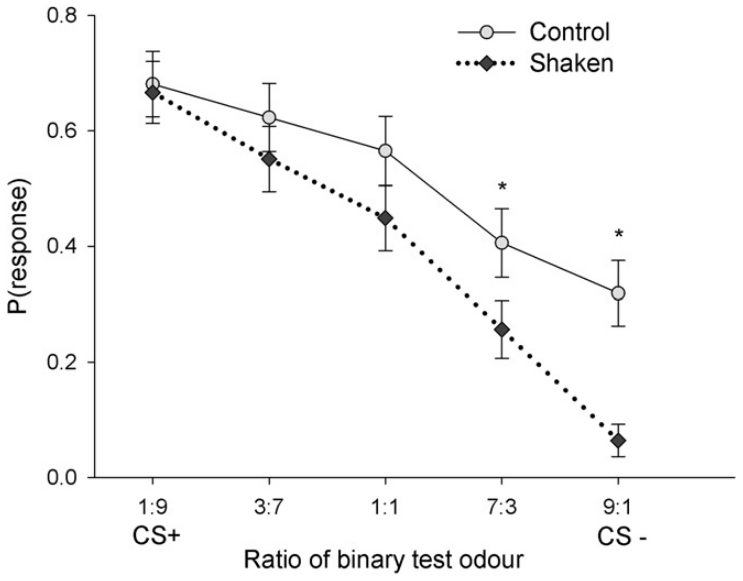 0.8
Control
Shaken
0.6
*
*
0.4
P(response)
0.2
0.0
1:9 3:7 1:1 7:3 9:1
CS+ CS -
Ratio of binary test odour